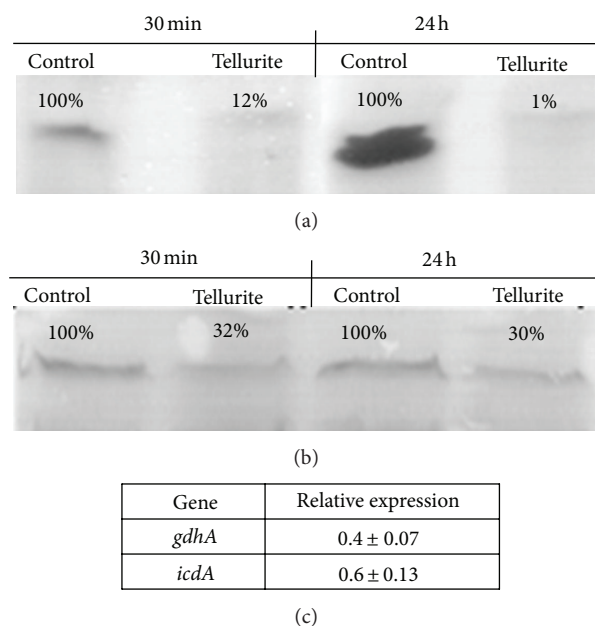 30 min 24 h
Control Tellurite Control Tellurite
100% 12% 100% 1%
(a)
30 min 24 h
Control Tellurite Control Tellurite
100% 32% 100% 30%
(b)
Gene Relative expression
gdhA 0.4 ± 0.07
icdA 0.6 ± 0.13
(c)